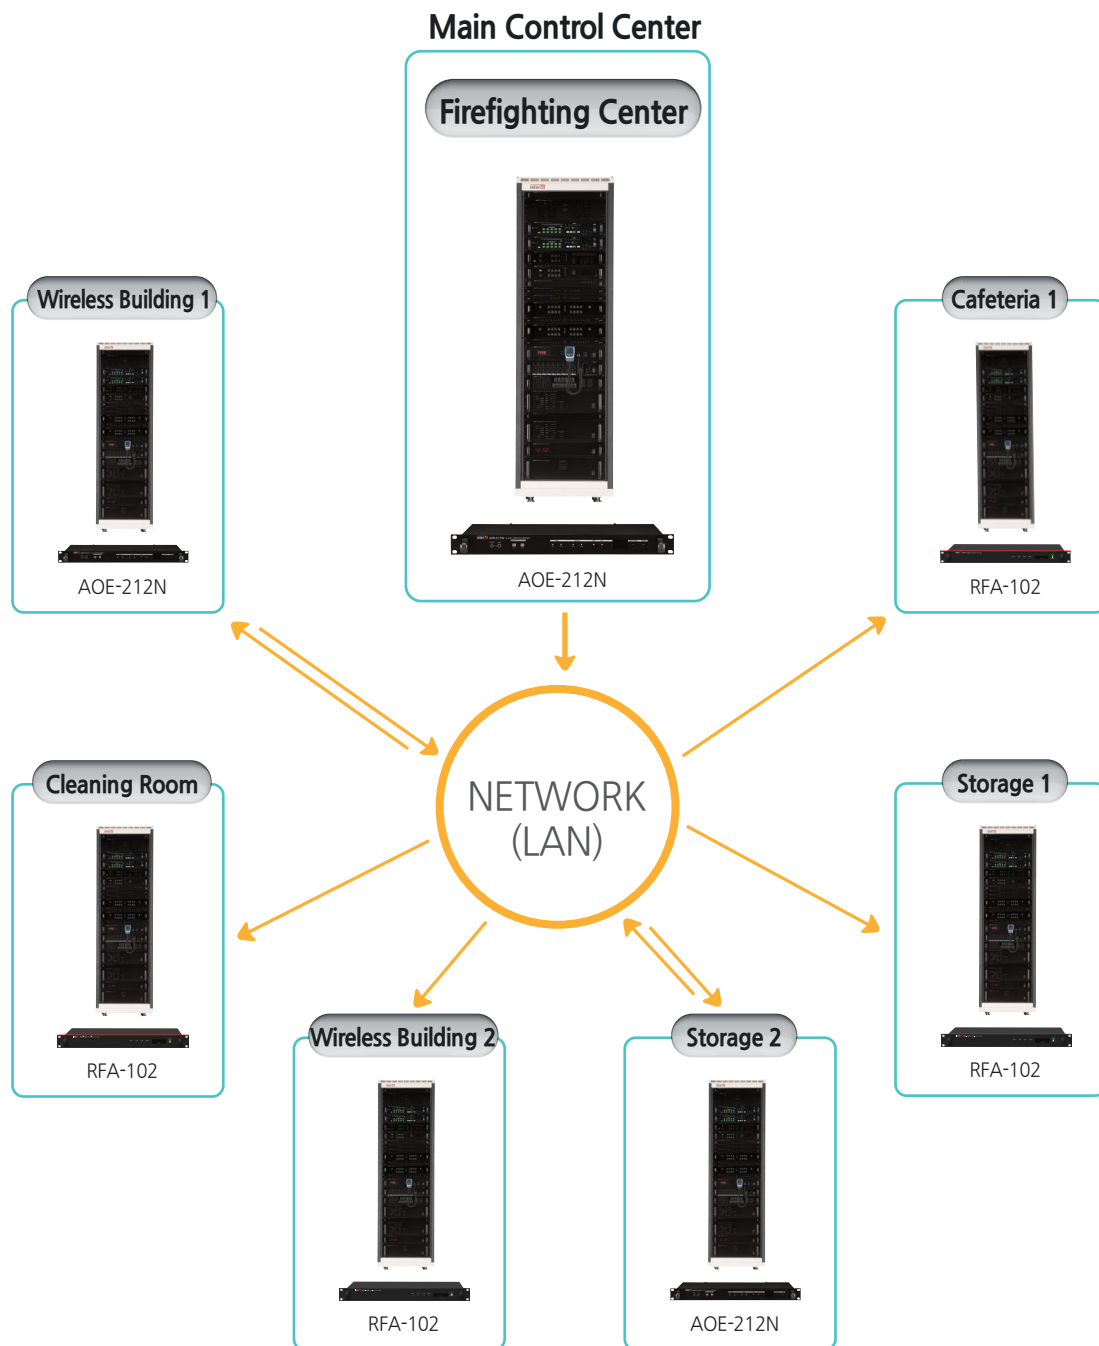 Main Control Center
Firefighting Center
AOE-212N
Wireless Building 1
AOE-212N
Cafeteria 1
RFA-102
NETWORK
(LAN)
Cleaning Room
RFA-102
Storage 1
RFA-102
Wireless Building 2
RFA-102
Storage 2
AOE-212N